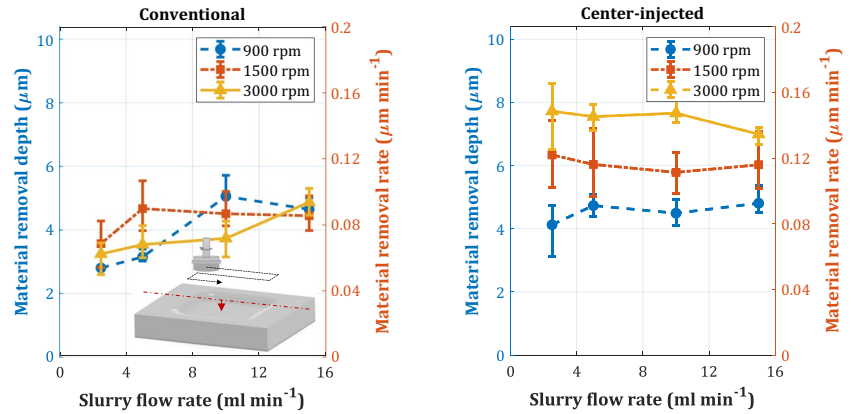 Conventional
Material removal depth (μm)
10
8
6
4
2
0
900 rpm
1500 rpm
3000 rpm
0.2
0.16
0.12
0.08
0.04
0
Material removal rate (μm min⁻¹)
0 4 8 12 16
Slurry flow rate (ml min⁻¹)
Center-injected
Material removal depth (μm)
10
8
6
4
2
0
900 rpm
1500 rpm
3000 rpm
0.2
0.16
0.12
0.08
0.04
0
Material removal rate (μm min⁻¹)
0 4 8 12 16
Slurry flow rate (ml min⁻¹)